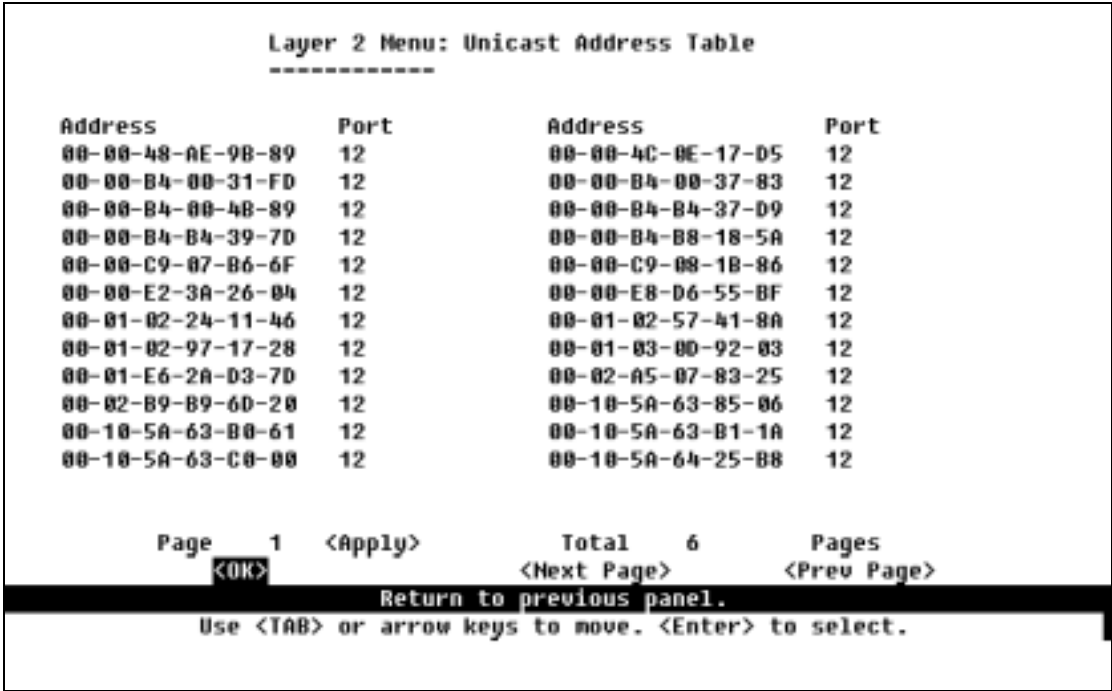 Layer 2 Menu: Unicast Address Table
------------
Address Port Address Port
00-00-48-AE-9B-89 12 00-00-4C-0E-17-D5 12
00-00-B4-00-31-FD 12 00-00-B4-00-37-83 12
00-00-B4-00-4B-89 12 00-00-B4-B4-37-D9 12
00-00-B4-B4-39-7D 12 00-00-B4-B8-18-5A 12
00-00-C9-07-B6-6F 12 00-00-C9-08-1B-86 12
00-00-E2-3A-26-04 12 00-00-E8-D6-55-BF 12
00-01-02-24-11-46 12 00-01-02-57-41-8A 12
00-01-02-97-17-28 12 00-01-03-0D-92-03 12
00-01-E6-2A-D3-7D 12 00-02-A5-07-83-25 12
00-02-B9-B9-6D-20 12 00-10-5A-63-85-06 12
00-10-5A-63-B0-61 12 00-10-5A-63-B1-1A 12
00-10-5A-63-C0-00 12 00-10-5A-64-25-B8 12
Page 1 <Apply> Total 6 Pages
<OK> <Next Page> <Prev Page>
Return to previous panel.
Use <TAB> or arrow keys to move. <Enter> to select.